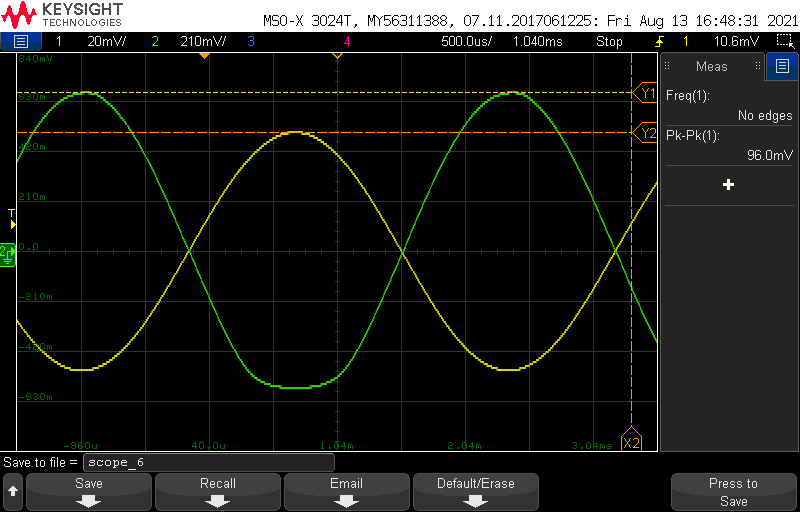 KEYSIGHT
TECHNOLOGIES
MSO-X 3024T, MY56311388, 07.11.2017061225: Fri Aug 13 16:48:31 2021
1 20mV/ 2 210mV/ 3 4 500.0us/ 1.040ms Stop 1 10.6mV
840mV
Meas
630m
Y1
Freq(1):
No edges
Y2
Pk-Pk(1):
420m
96.0mV
210m
T
2
0.0
-210m
-420m
-630m
-960u 40.0u 1.04m 2.04m 3.04ms
X2
Save to file = scope_6
Save Recall Email Default/Erase Press to
Save